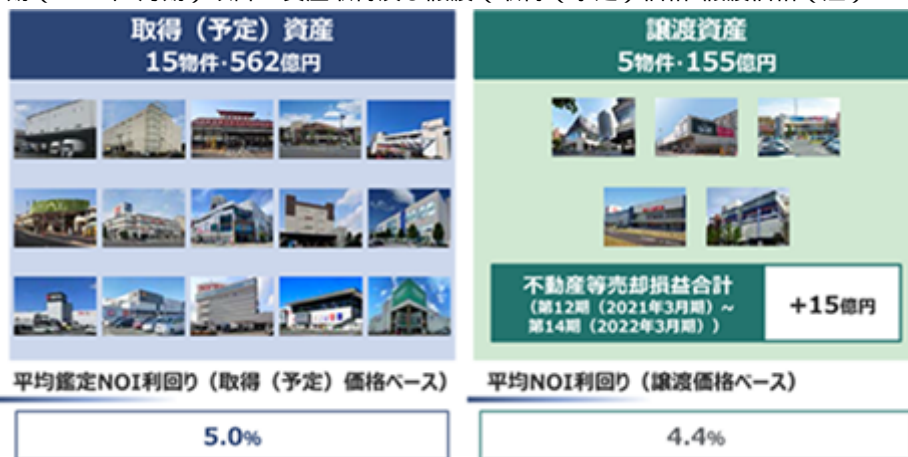 取得（予定）資産
15物件・562億円
譲渡資産
5物件・155億円
不動産等売却損益合計
（第12期（2021年3月期）～
第14期（2022年3月期））
+15億円
平均鑑定NOI利回り（取得（予定）価格ベース）
5.0%
平均NOI利回り（譲渡価格ベース）
4.4%